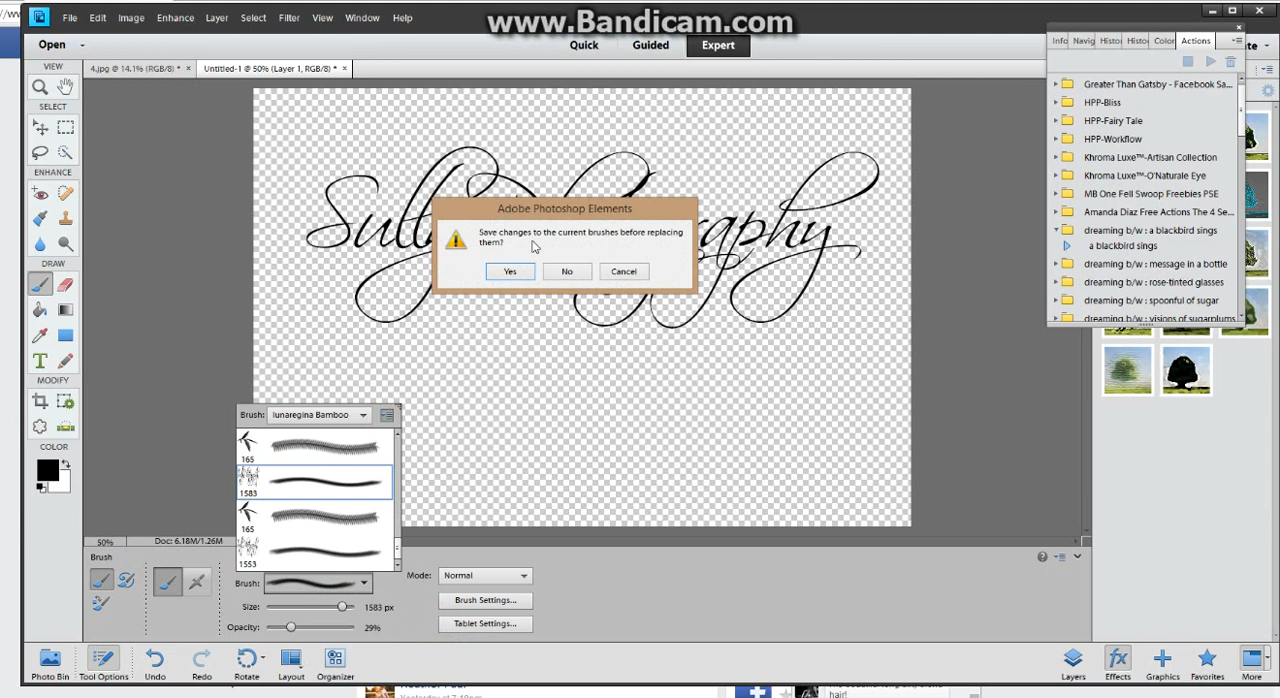 www.Bandicam.com
File Edit Image Enhance Layer Select Filter View Window Help
Open Quick Guided Expert
4.jpg @ 14.1% (RGB/8) * × Untitled-1 @ 50% (Layer 1, RGB/8) * ×
Info Navig Histo Histo Color Actions
VIEW
SELECT
ENHANCE
DRAW
MODIFY
COLOR
Greater Than Gatsby - Facebook Sa...
HPP-Bliss
HPP-Fairy Tale
HPP-Workflow
Khroma Luxe™-Artisan Collection
Khroma Luxe™-O'Naturale Eye
MB One Fell Swoop Freebies PSE
Amanda Diaz Free Actions The 4 Se...
dreaming b/w : a blackbird sings
a blackbird sings
dreaming b/w : message in a bottle
dreaming b/w : rose-tinted glasses
dreaming b/w : spoonful of sugar
dreaming b/w : visions of sugarplums
Adobe Photoshop Elements
Save changes to the current brushes before replacing
them?
Yes No Cancel
Brush: lunaregina Bamboo
165
1583
165
1553
50% Doc: 6.18M/1.26M
Brush
Brush:
Size: 1583 px
Opacity: 29%
Mode: Normal
Brush Settings...
Tablet Settings...
Photo Bin Tool Options Undo Redo Rotate Layout Organizer
Layers Effects Graphics Favorites More
hair!